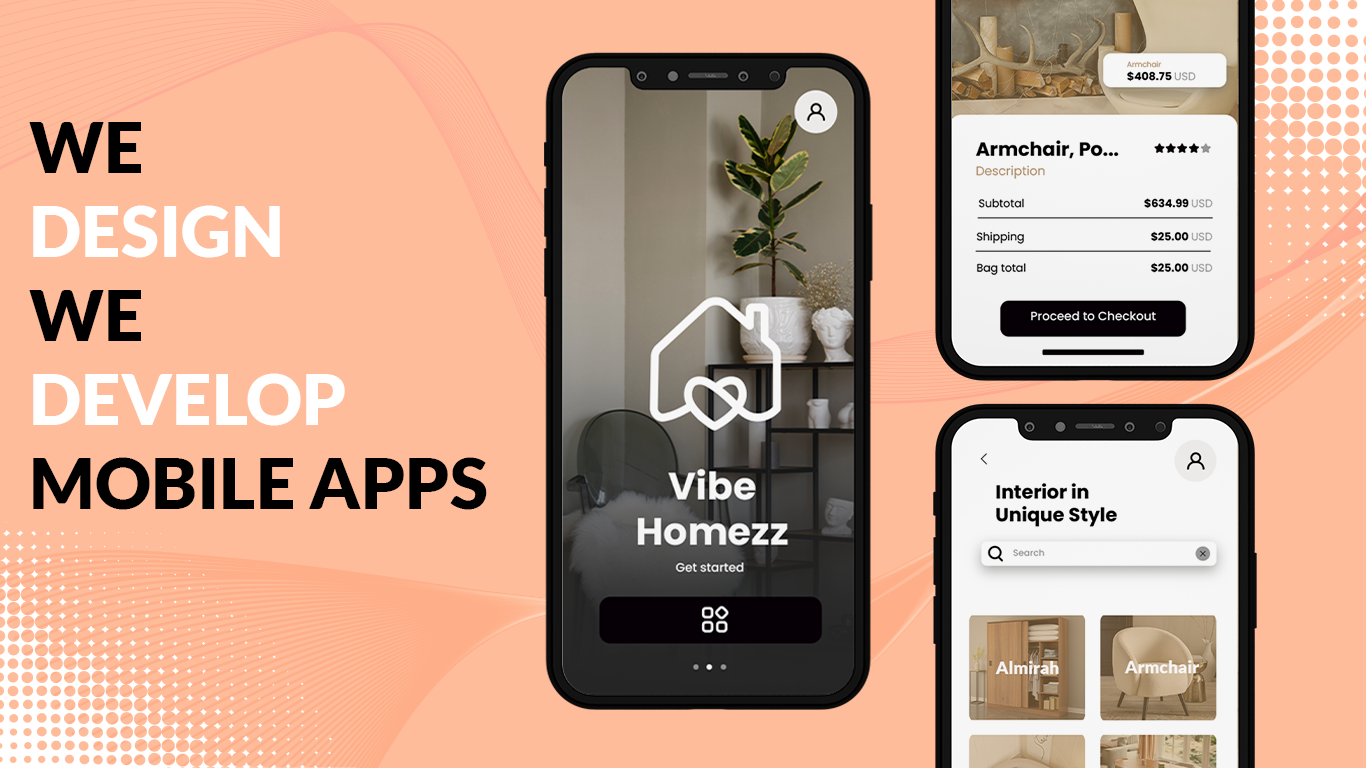 WE
DESIGN
WE
DEVELOP
MOBILE APPS
Vibe
Homezz
Get started
Armchair
$408.75 USD
Armchair, Po...
Description
Subtotal $634.99 USD
Shipping $25.00 USD
Bag total $25.00 USD
Proceed to Checkout
Interior in
Unique Style
Search
Almirah
Armchair